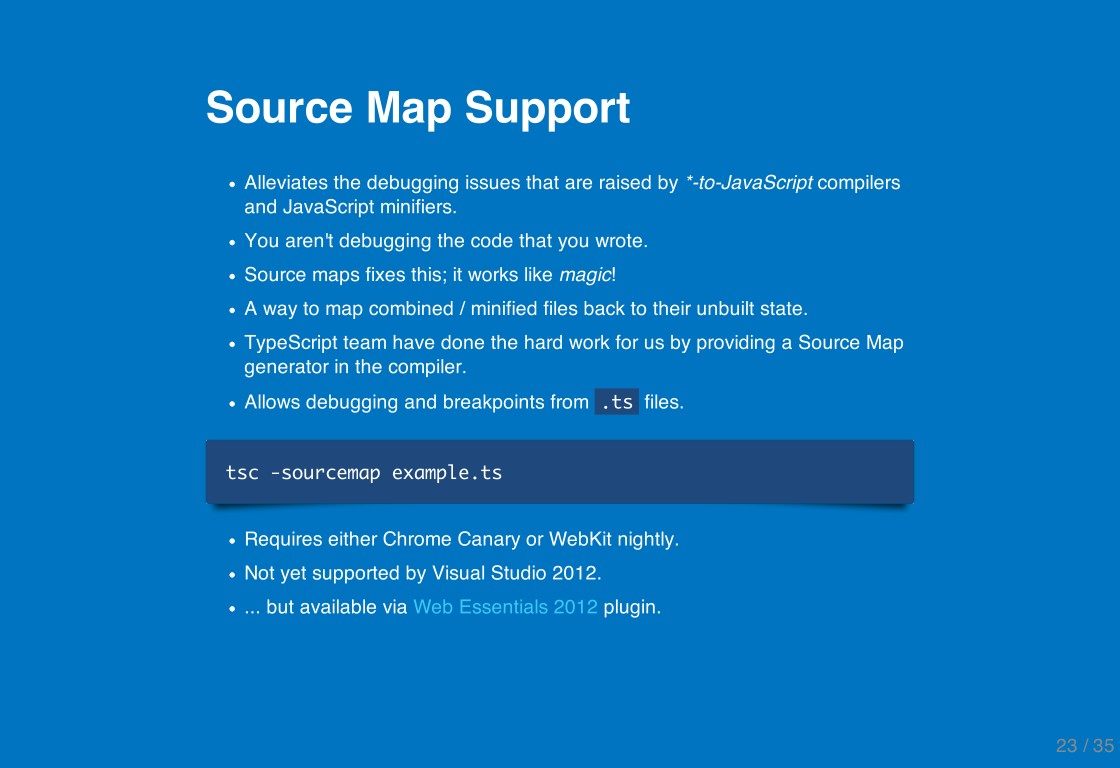 Source Map Support
• Alleviates the debugging issues that are raised by *-to-JavaScript compilers
and JavaScript minifiers.
• You aren't debugging the code that you wrote.
• Source maps fixes this; it works like magic!
• A way to map combined / minified files back to their unbuilt state.
• TypeScript team have done the hard work for us by providing a Source Map
generator in the compiler.
• Allows debugging and breakpoints from .ts files.
tsc -sourcemap example.ts
• Requires either Chrome Canary or WebKit nightly.
• Not yet supported by Visual Studio 2012.
• ... but available via Web Essentials 2012 plugin.
23 / 35